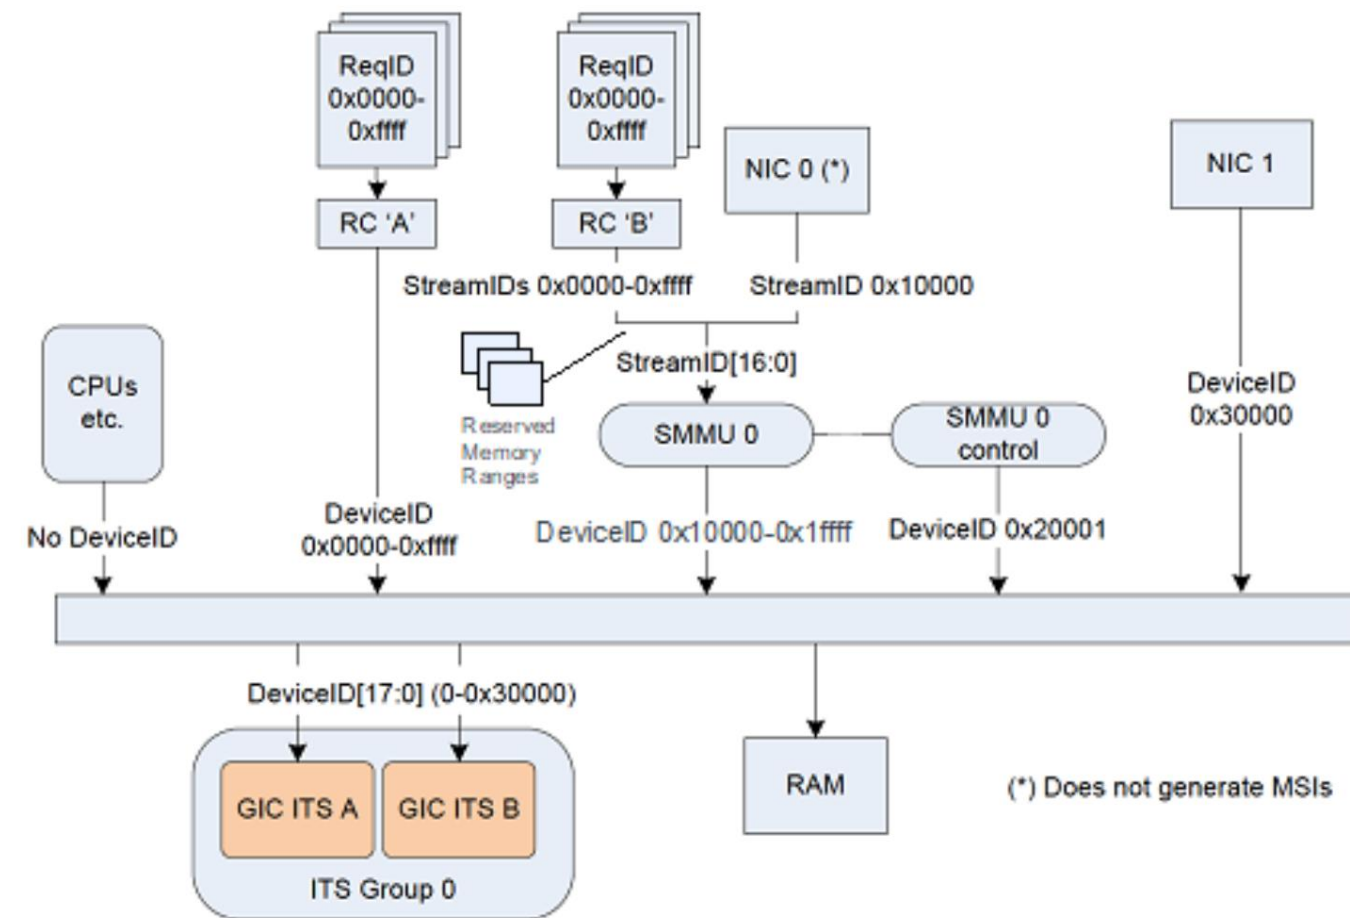 ReqID
0x0000-
0xffff
ReqID
0x0000-
0xffff
NIC 0 (*)
NIC 1
RC ‘A’
RC ‘B’
StreamIDs 0x0000-0xffff
StreamID 0x10000
CPUs
etc.
StreamID[16:0]
Reserved
Memory
Ranges
SMMU 0
SMMU 0
control
DeviceID
0x30000
No DeviceID
DeviceID
0x0000-0xffff
DeviceID 0x10000-0x1ffff
DeviceID 0x20001
DeviceID[17:0] (0-0x30000)
GIC ITS A
GIC ITS B
ITS Group 0
RAM
(*) Does not generate MSIs